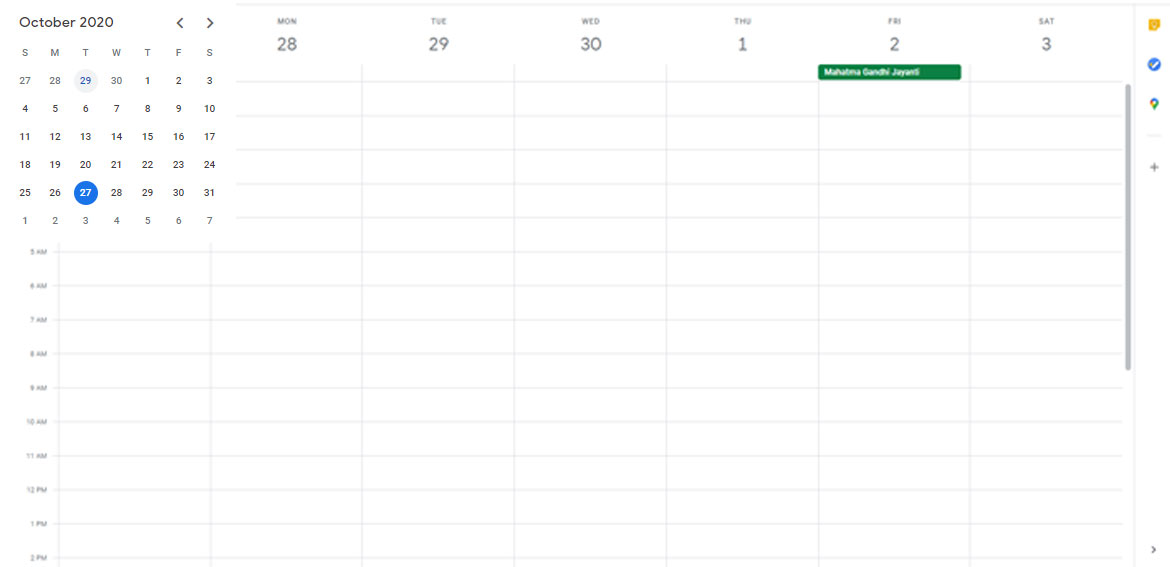 October 2020
S M T W T F S
27 28 29 30 1 2 3
4 5 6 7 8 9 10
11 12 13 14 15 16 17
18 19 20 21 22 23 24
25 26 27 28 29 30 31
1 2 3 4 5 6 7
MON TUE WED THU FRI SAT
28 29 30 1 2 3
Mahatma Gandhi Jayanti
5 AM
6 AM
7 AM
8 AM
9 AM
10 AM
11 AM
12 PM
1 PM
2 PM